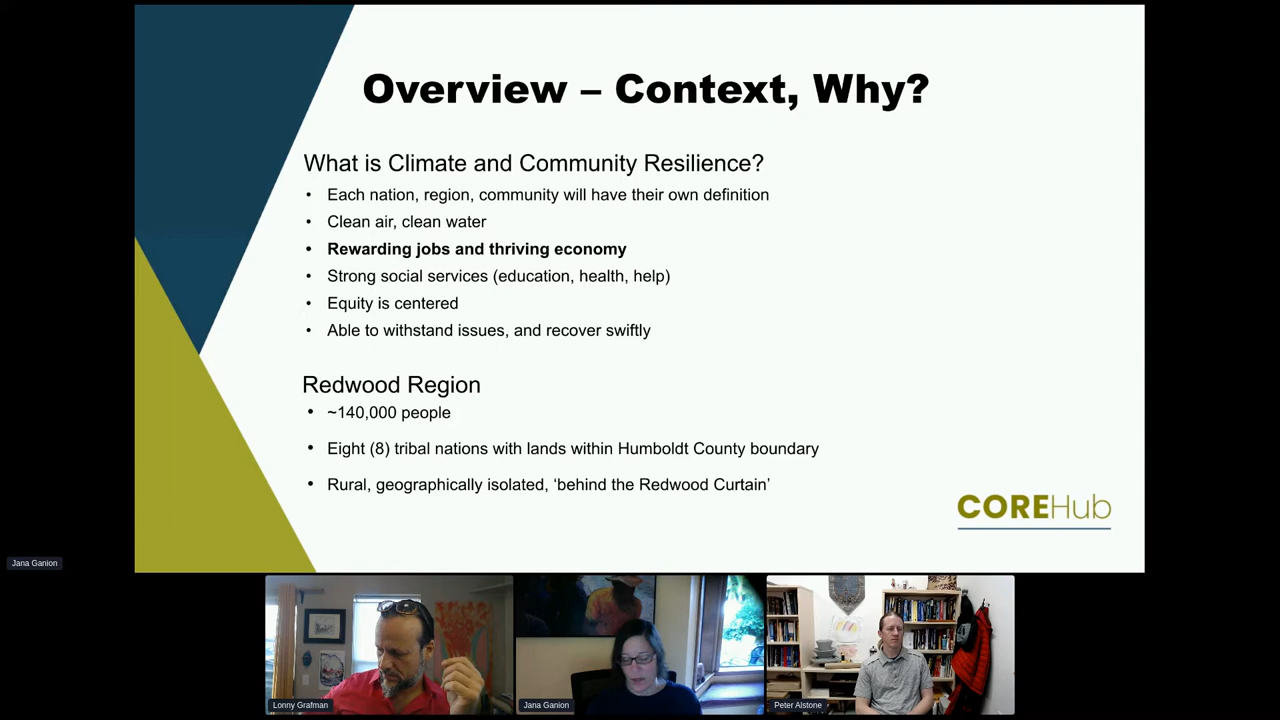 Overview – Context, Why?
What is Climate and Community Resilience?
• Each nation, region, community will have their own definition
• Clean air, clean water
• Rewarding jobs and thriving economy
• Strong social services (education, health, help)
• Equity is centered
• Able to withstand issues, and recover swiftly
Redwood Region
• ~140,000 people
• Eight (8) tribal nations with lands within Humboldt County boundary
• Rural, geographically isolated, ‘behind the Redwood Curtain’
COREHub
Jana Ganion
Lonny Grafman
Jana Ganion
Peter Alstone